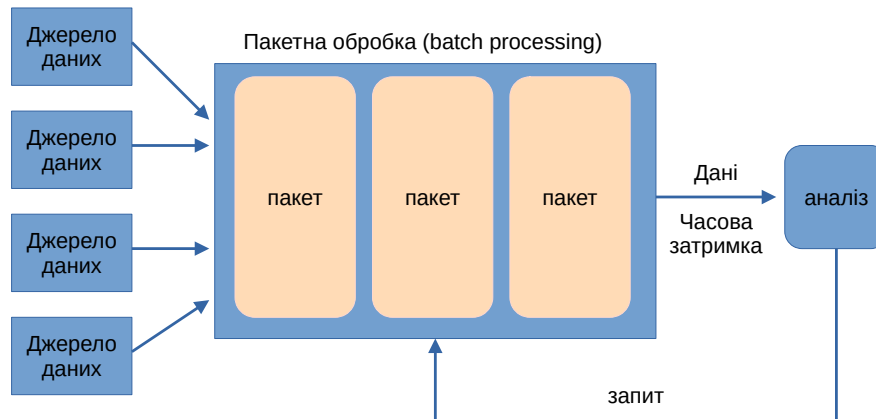 Джерело
даних
Пакетна обробка (batch processing)
Джерело
даних
Джерело
даних
Джерело
даних
пакет
пакет
пакет
Дані
Часова
затримка
аналіз
запит